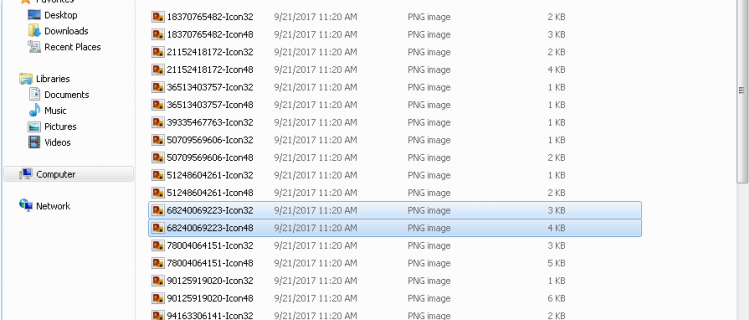 Favorites
Desktop
Downloads
Recent Places
Libraries
Documents
Music
Pictures
Videos
Computer
Network
18370765482-Icon32 9/21/2017 11:20 AM PNG image 2 KB
18370765482-Icon48 9/21/2017 11:20 AM PNG image 3 KB
21152418172-Icon32 9/21/2017 11:20 AM PNG image 2 KB
21152418172-Icon48 9/21/2017 11:20 AM PNG image 4 KB
36513403757-Icon32 9/21/2017 11:20 AM PNG image 1 KB
36513403757-Icon48 9/21/2017 11:20 AM PNG image 1 KB
39335467763-Icon32 9/21/2017 11:20 AM PNG image 1 KB
50709569606-Icon32 9/21/2017 11:20 AM PNG image 1 KB
50709569606-Icon48 9/21/2017 11:20 AM PNG image 2 KB
51248604261-Icon32 9/21/2017 11:20 AM PNG image 1 KB
51248604261-Icon48 9/21/2017 11:20 AM PNG image 2 KB
68240069223-Icon32 9/21/2017 11:20 AM PNG image 3 KB
68240069223-Icon48 9/21/2017 11:20 AM PNG image 4 KB
78004064151-Icon32 9/21/2017 11:20 AM PNG image 3 KB
78004064151-Icon48 9/21/2017 11:20 AM PNG image 5 KB
90125919020-Icon32 9/21/2017 11:20 AM PNG image 1 KB
90125919020-Icon48 9/21/2017 11:20 AM PNG image 6 KB
94163306141-Icon32 9/21/2017 11:20 AM PNG image 2 KB